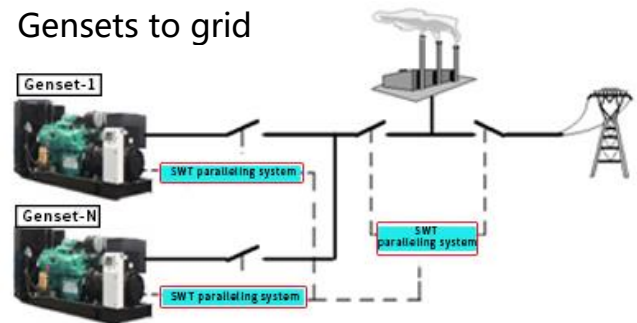 Gensets to grid
Genset-1
SWT paralleling system
Genset-N
SWT
paralleling system
SWT paralleling system